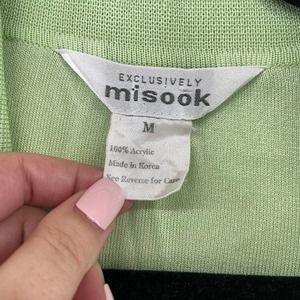 EXCLUSIVELY
misook
M
100% Acrylic
Made in Korea
See Reverse for Care